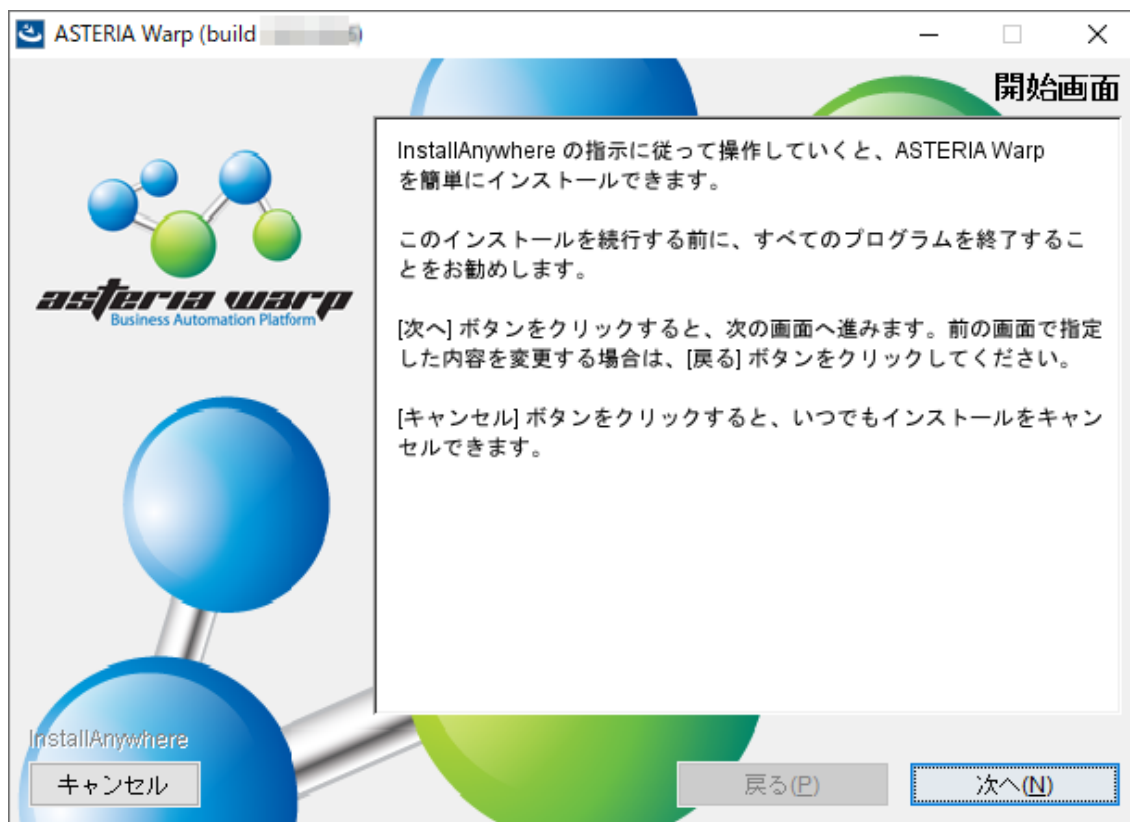 ASTERIA Warp (build
開始画面
InstallAnywhere の指示に従って操作していくと、ASTERIA Warp
を簡単にインストールできます。
このインストールを続行する前に、すべてのプログラムを終了するこ
とをお勧めします。
[次へ] ボタンをクリックすると、次の画面へ進みます。前の画面で指定
した内容を変更する場合は、[戻る] ボタンをクリックしてください。
[キャンセル] ボタンをクリックすると、いつでもインストールをキャン
セルできます。
asteria warp
Business Automation Platform
InstallAnywhere
キャンセル
戻る(P)
次へ(N)